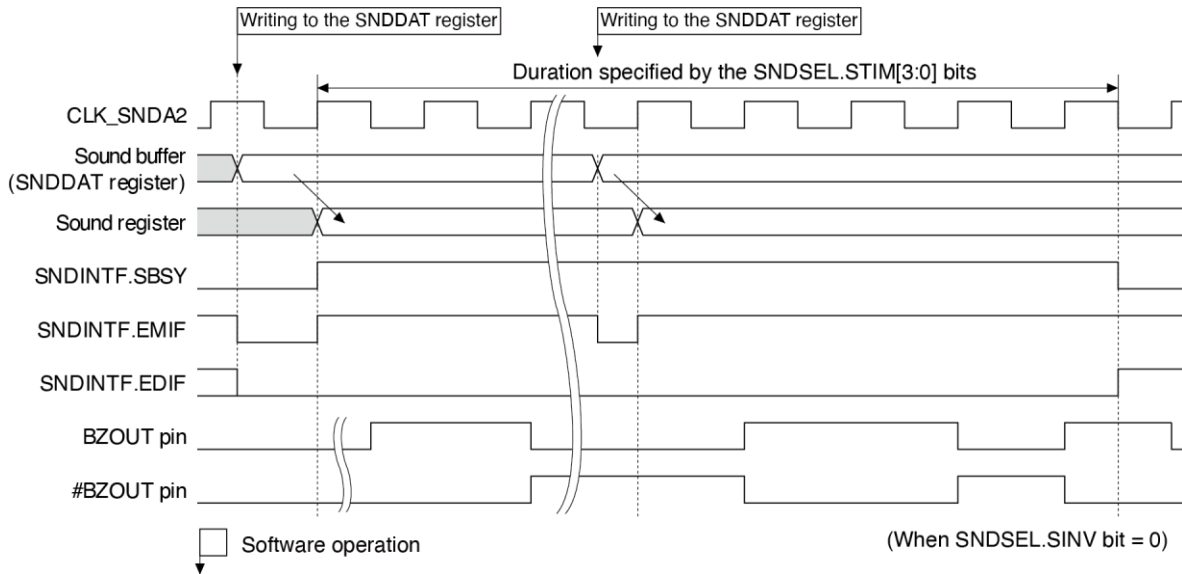 Writing to the SNDDAT register
Writing to the SNDDAT register
Duration specified by the SNDSEL.STIM[3:0] bits
CLK_SNDA2
Sound buffer
(SNDDAT register)
Sound register
SNDINTF.SBSY
SNDINTF.EMIF
SNDINTF.EDIF
BZOUT pin
#BZOUT pin
Software operation
(When SNDSEL.SINV bit = 0)